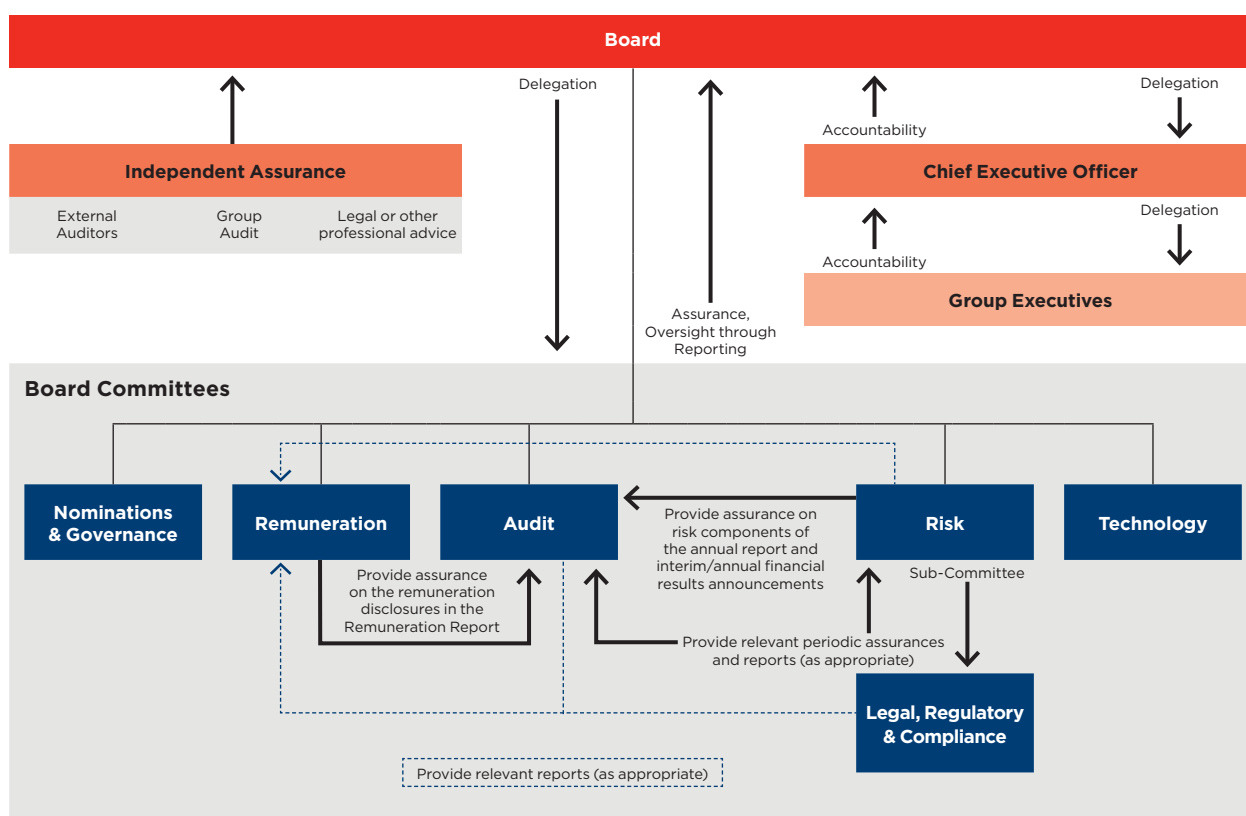 Board
Delegation
Delegation
Accountability
Independent Assurance
Chief Executive Officer
External
Auditors
Group
Audit
Legal or other
professional advice
Delegation
Accountability
Group Executives
Assurance,
Oversight through
Reporting
Board Committees
Nominations
& Governance
Remuneration
Audit
Risk
Technology
Provide assurance on
risk components of
the annual report and
interim/annual financial
results announcements
Provide assurance
on the remuneration
disclosures in the
Remuneration Report
Sub-Committee
Provide relevant periodic assurances
and reports (as appropriate)
Legal, Regulatory
& Compliance
Provide relevant reports (as appropriate)